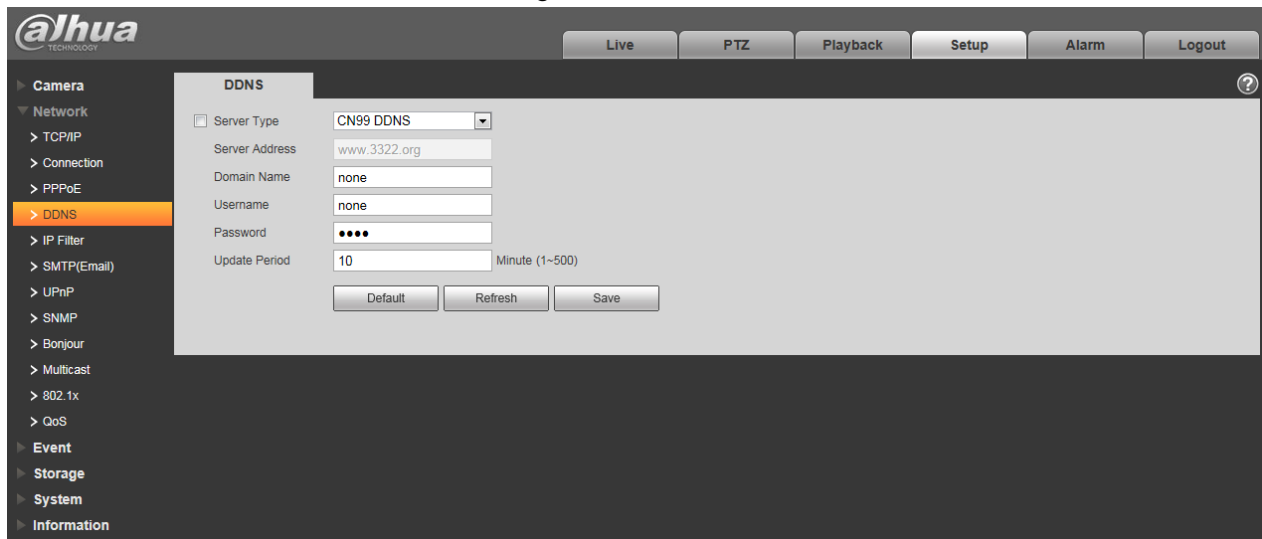 alhua
TECHNOLOGY
Live
PTZ
Playback
Setup
Alarm
Logout
Camera
Network
> TCP/IP
> Connection
> PPPoE
> DDNS
> IP Filter
> SMTP(Email)
> UPnP
> SNMP
> Bonjour
> Multicast
> 802.1x
> QoS
Event
Storage
System
Information
DDNS
?
Server Type CN99 DDNS
Server Address www.3322.org
Domain Name none
Username none
Password ●●●●
Update Period 10 Minute (1~500)
Default Refresh Save